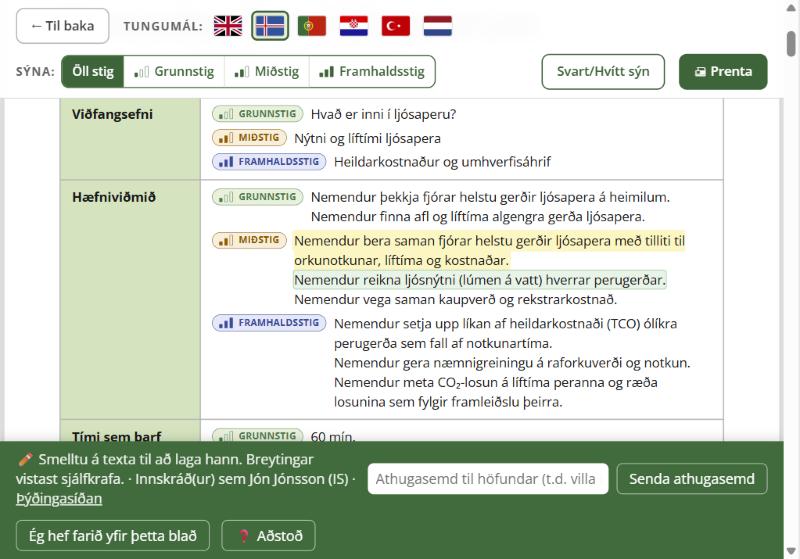 ← Til baka
TUNGUMÁL:
SÝNA:
Öll stig
Grunnstig
Miðstig
Framhaldsstig
Svart/Hvítt sýn
Prenta
Viðfangsefni
GRUNNSTIG Hvað er inni í ljósaperu?
MIÐSTIG Nýtni og líftími ljósapera
FRAMHALDSSTIG Heildarkostnaður og umhverfisáhrif
Hæfniviðmið
GRUNNSTIG Nemendur þekkja fjórar helstu gerðir ljósapera á heimilum.
Nemendur finna afl og líftíma algengra gerða ljósapera.
MIÐSTIG Nemendur bera saman fjórar helstu gerðir ljósapera með tilliti til
orkunotkunar, líftíma og kostnaðar.
Nemendur reikna ljósnýtni (lúmen á vatt) hverrar perugerðar.
Nemendur vega saman kaupverð og rekstrarkostnað.
FRAMHALDSSTIG Nemendur setja upp líkan af heildarkostnaði (TCO) ólíkra
perugerða sem fall af notkunartíma.
Nemendur gera næmnigreiningu á raforkuverði og notkun.
Nemendur meta CO₂-losun á líftíma peranna og ræða
losunina sem fylgir framleiðslu þeirra.
Tími sem þarf
GRUNNSTIG 60 mín.
Smelltu á texta til að laga hann. Breytingar
vistast sjálfkrafa. · Innskráð(ur) sem Jón Jónsson (IS) ·
Þýðingasíðan
Athugasemd til höfundar (t.d. villa
Senda athugasemd
Ég hef farið yfir þetta blað
Aðstoð